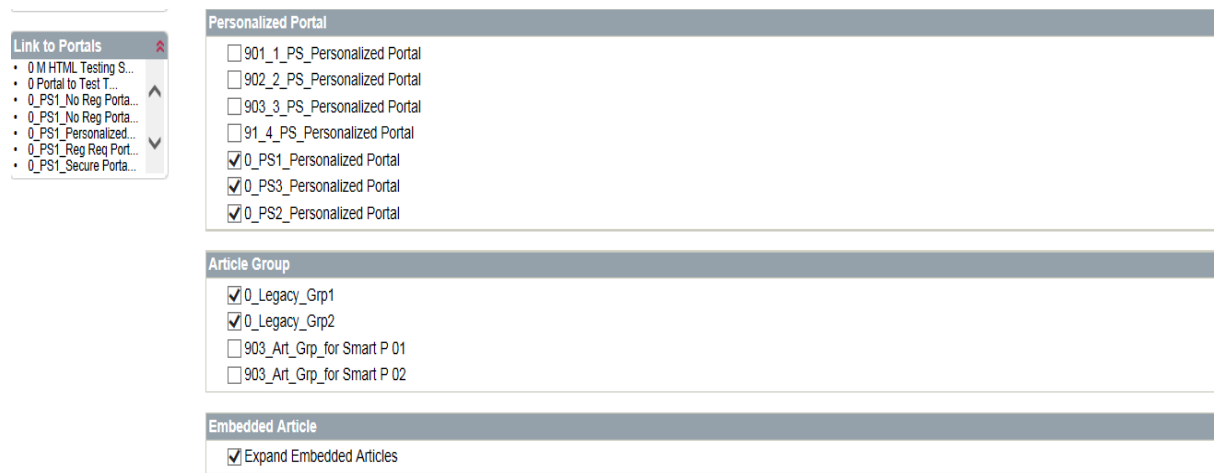 Link to Portals
0 M HTML Testing S...
0 Portal to Test T...
0_PS1_No Reg Porta...
0_PS1_No Reg Porta...
0_PS1_Personalized...
0_PS1_Reg Req Port...
0_PS1_Secure Porta...
Personalized Portal
901_1_PS_Personalized Portal
902_2_PS_Personalized Portal
903_3_PS_Personalized Portal
91_4_PS_Personalized Portal
0_PS1_Personalized Portal
0_PS3_Personalized Portal
0_PS2_Personalized Portal
Article Group
0_Legacy_Grp1
0_Legacy_Grp2
903_Art_Grp_for Smart P 01
903_Art_Grp_for Smart P 02
Embedded Article
Expand Embedded Articles